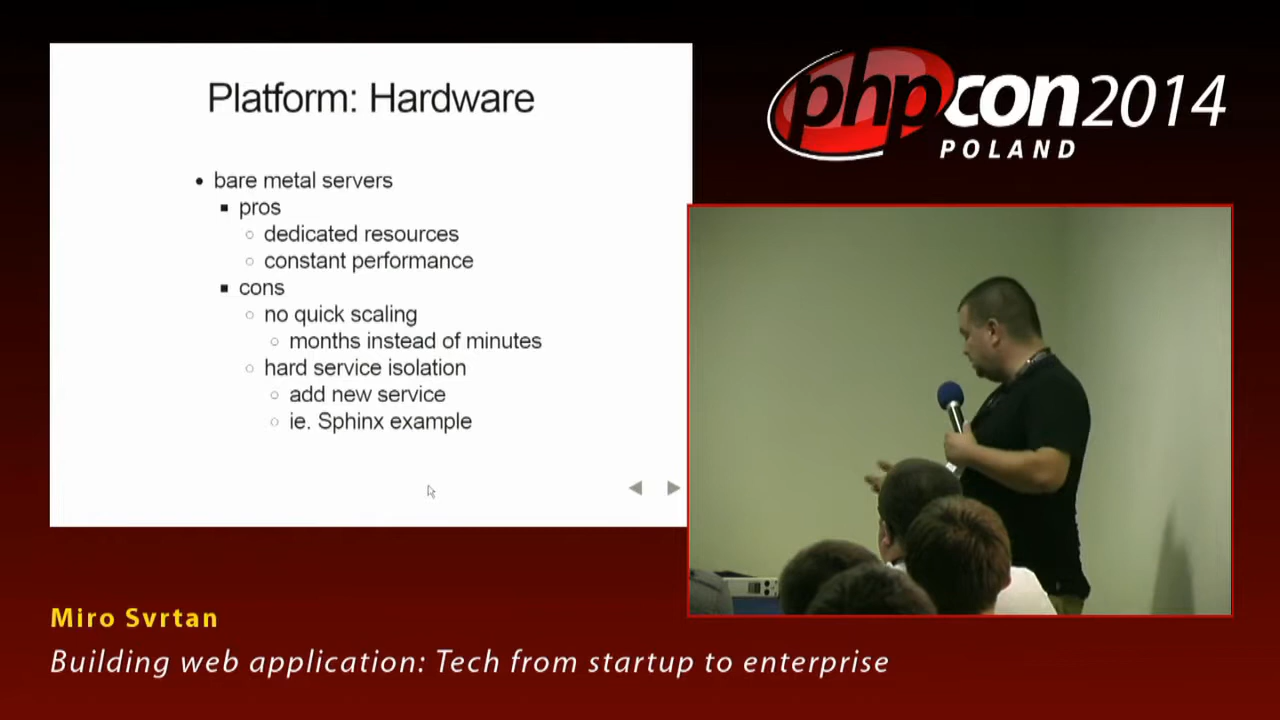 Platform: Hardware
bare metal servers
pros
dedicated resources
constant performance
cons
no quick scaling
months instead of minutes
hard service isolation
add new service
ie. Sphinx example
phpcon2014
POLAND
Miro Svrtan
Building web application: Tech from startup to enterprise